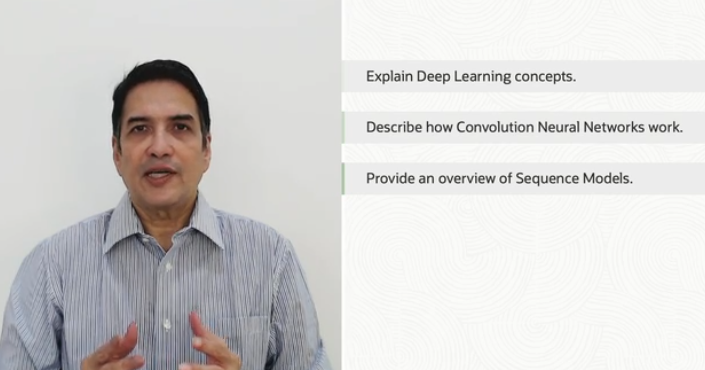 Explain Deep Learning concepts.
Describe how Convolution Neural Networks work.
Provide an overview of Sequence Models.